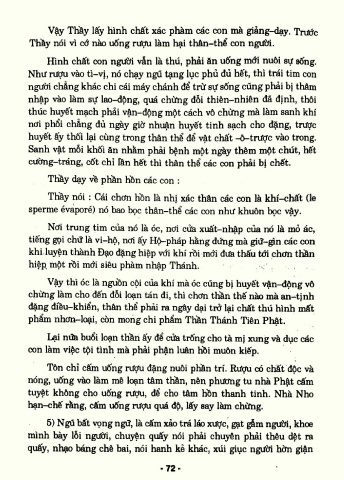 Vậy Thầy lấy hình chất xác phàm các con mà giảng-dạy. Trước
Thầy nói vì cớ nào uống rượu làm hại thân-thể con người.
Hình chất con người vẫn là thú, phải ăn uống mới nuôi sự sống.
Như rượu vào tì-vị, nó chạy ngũ tạng lục phủ đủ hết, thì trái tim con
người chẳng khác chi cái máy chánh để trừ sự sống cũng phải bị thâm
nhập vào làm sự lao-động, quá chừng đỗi thiên-nhiên đã định, thôi
thúc huyết mạch phải vận-động một cách vô chừng mà làm sanh khí
nơi phổi chẳng đủ ngày giờ nhuận huyết tinh sạch cho đặng, trược
huyết ấy thối lại cùng trong thân thể để vật chất -ô-trược vào trong.
Sanh vật mỗi khối ăn nhằm phải bệnh một ngày thêm một chút, hết
cường-tráng, cốt chỉ lần hết thì thân thể các con phải bị chết.
Thầy dạy về phần hồn các con :
Thầy nói : Cái chơn hồn là nhị xác thân các con là khí-chất (le
sperme évaporé) nó bao bọc thân-thể các con như khuôn bọc vậy.
Nơi trung tim của nó là óc, nơi cửa xuất-nhập của nó là mỏ ác,
tiếng gọi chữ là vi-hộ, nơi ấy Hộ-pháp hằng đứng mà giữ-gìn các con
khi luyện thành Đạo đặng hiệp với khí rồi mới đưa thấu tới chơn thần
hiệp một rồi mới siêu phàm nhập Thánh.
Vậy thì óc là nguồn cội của khí mà óc cũng bị huyết vận-động vô
chừng làm cho đến đỗi loạn tán đi, thì chơn thần thế nào mà an-tịnh
đặng điều-khiển, thân thể phải ra ngây dại trở lại chất thú hình mất
phẩm nhơn-loại, còn mong chi phẩm Thần Thánh Tiên Phật.
Lại nữa buổi loạn thần ấy để cửa trống cho tà mị xung và dục các
con làm việc tội tình mà phải phận luân hồi muôn kiếp.
Tôn chỉ cấm uống rượu đặng nuôi phần trí. Rượu có chất độc và
nóng, uống vào làm mê loạn tâm thần, nên phương tu nhà Phật cấm
tuyệt không cho uống rượu, để cho tâm hồn thanh tinh. Nhà Nho
hạn-chế rằng, cấm uống rượu quá độ, lấy say làm chừng.
5) Ngũ bất vọng ngữ, là cấm xảo trá láo xược, gạt gẫm người, khoe
mình bày lỗi người, chuyện quấy nói phải chuyên phải thêu dệt ra
quấy, nhạo báng chê bai, nói hanh kẻ khác, xúi giục người hờn giận
- 72 -